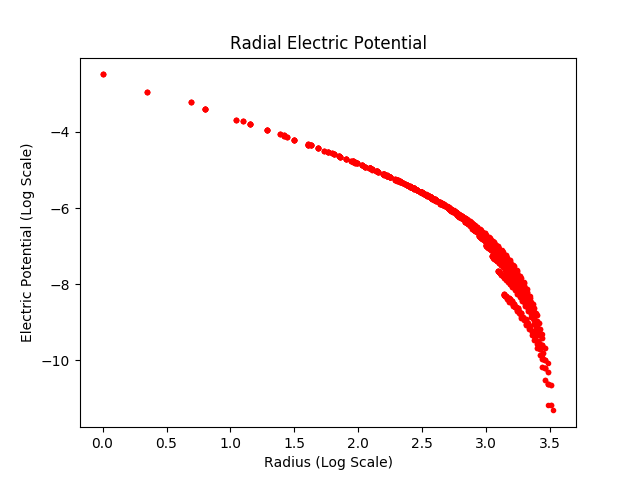 Radial Electric Potential
Electric Potential (Log Scale)
−4
−6
−8
−10
0.0 0.5 1.0 1.5 2.0 2.5 3.0 3.5
Radius (Log Scale)